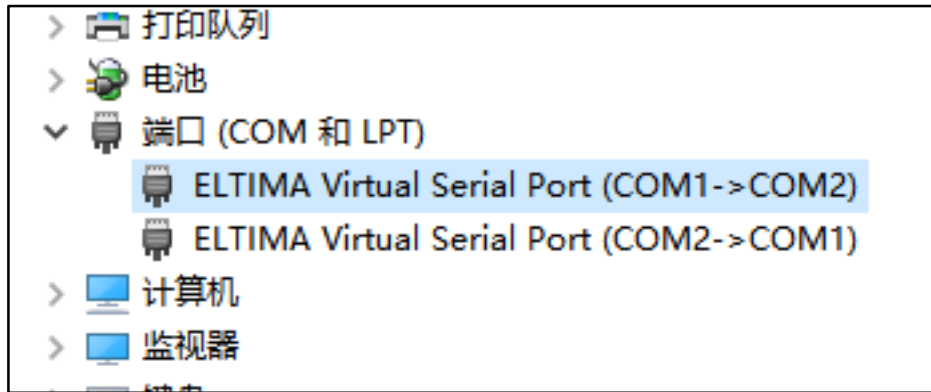 打印队列
电池
端口 (COM 和 LPT)
ELTIMA Virtual Serial Port (COM1->COM2)
ELTIMA Virtual Serial Port (COM2->COM1)
计算机
监视器